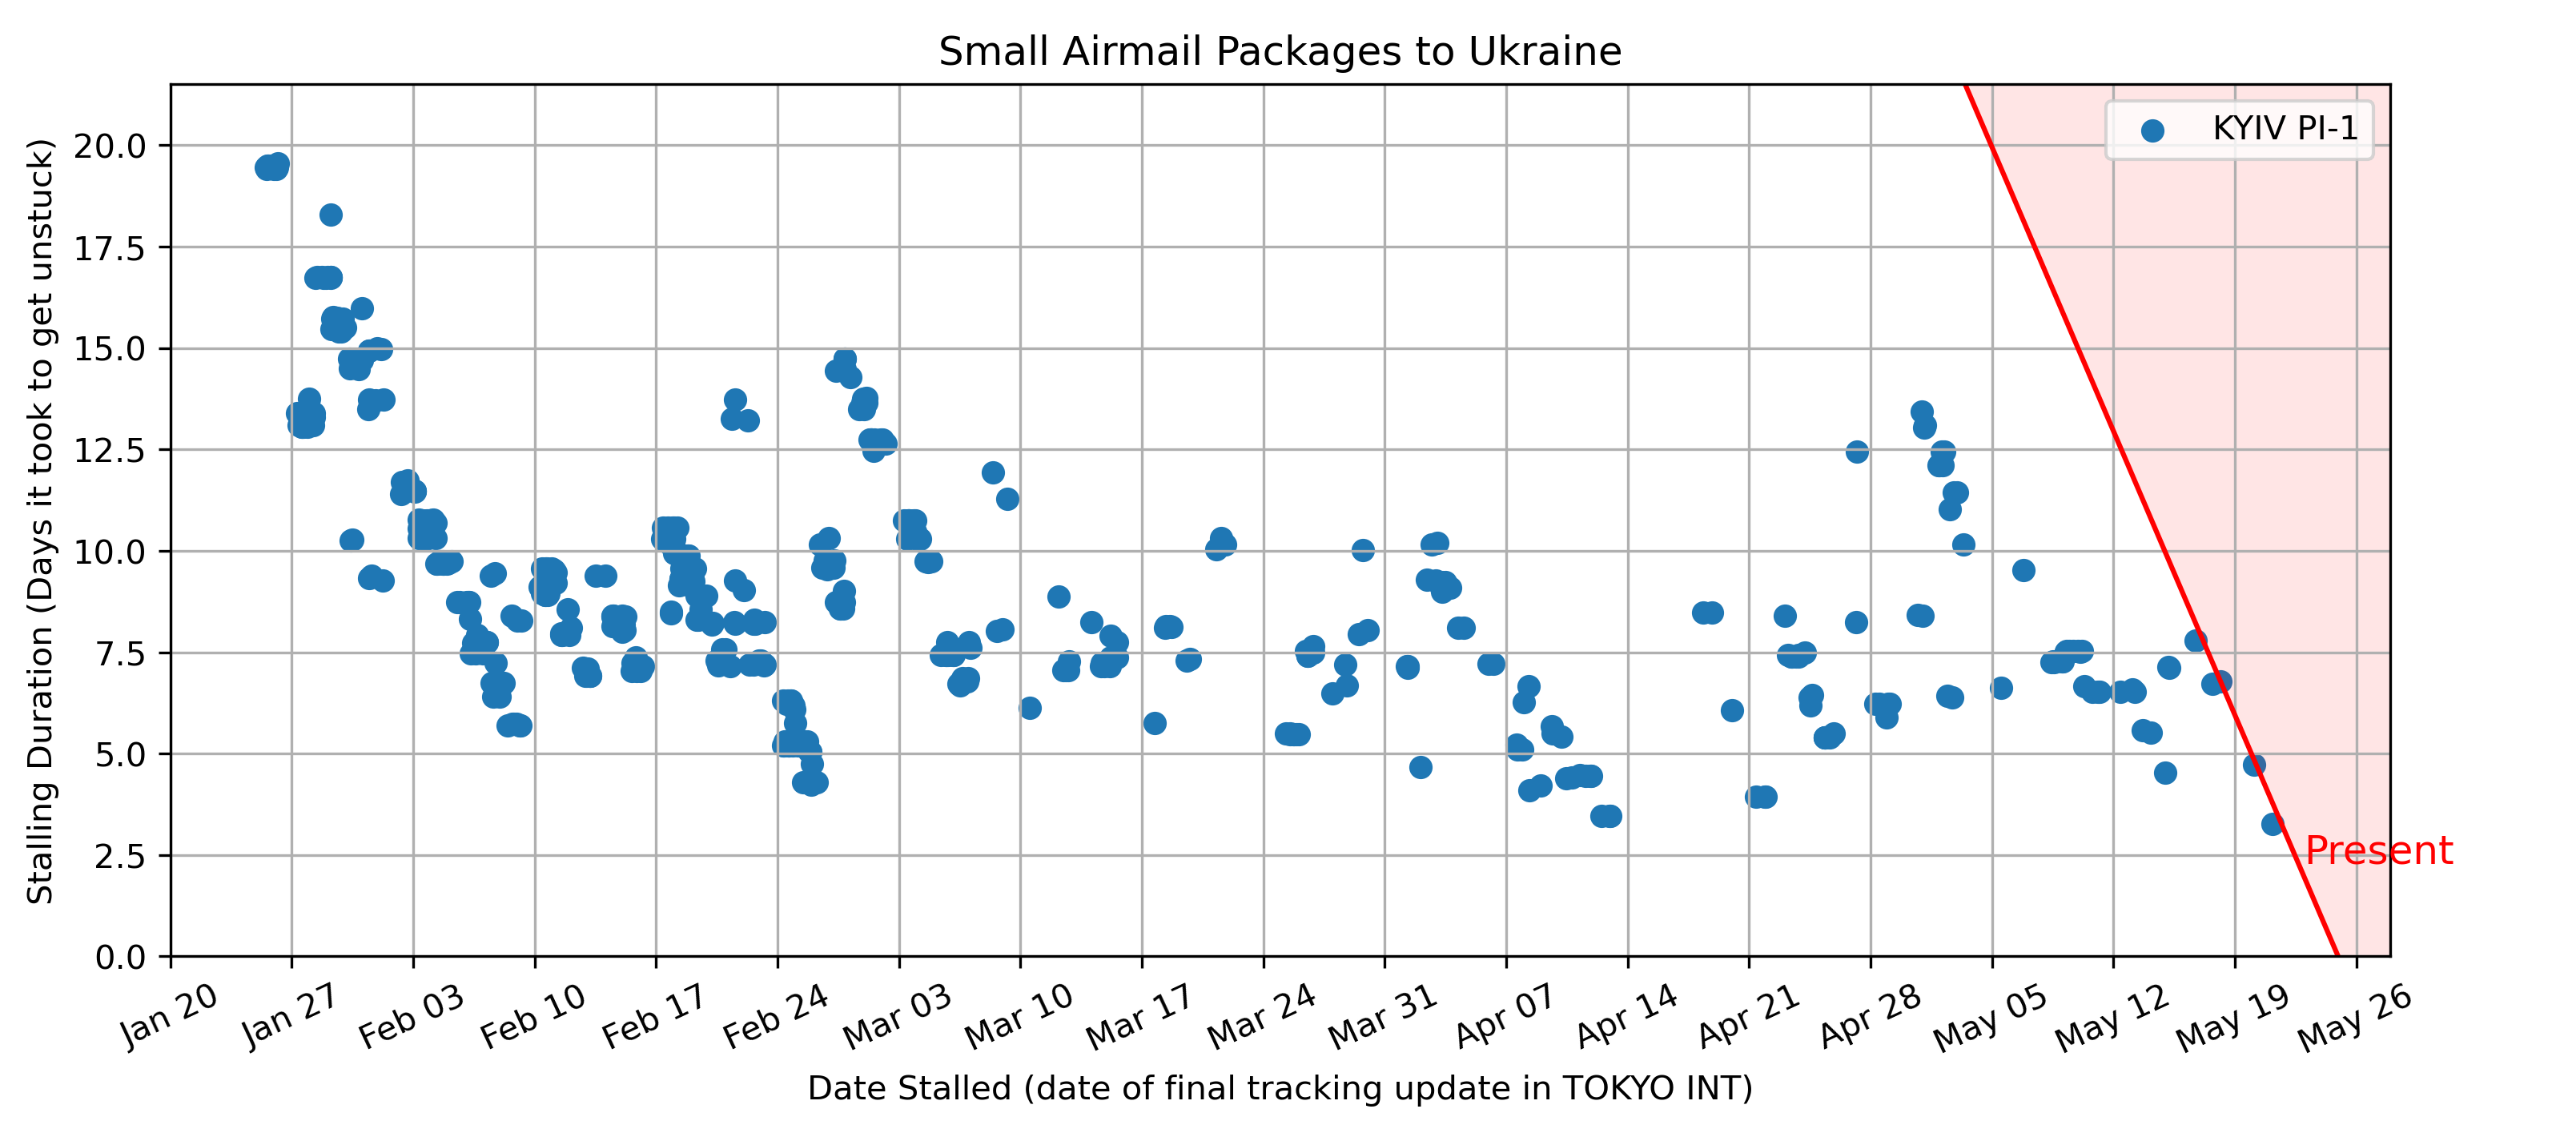 Small Airmail Packages to Ukraine
KYIV PI-1
Stalling Duration (Days it took to get unstuck)
20.0
17.5
15.0
12.5
10.0
7.5
5.0
2.5
0.0
Present
Jan 20 Jan 27 Feb 03 Feb 10 Feb 17 Feb 24 Mar 03 Mar 10 Mar 17 Mar 24 Mar 31 Apr 07 Apr 14 Apr 21 Apr 28 May 05 May 12 May 19 May 26
Date Stalled (date of final tracking update in TOKYO INT)